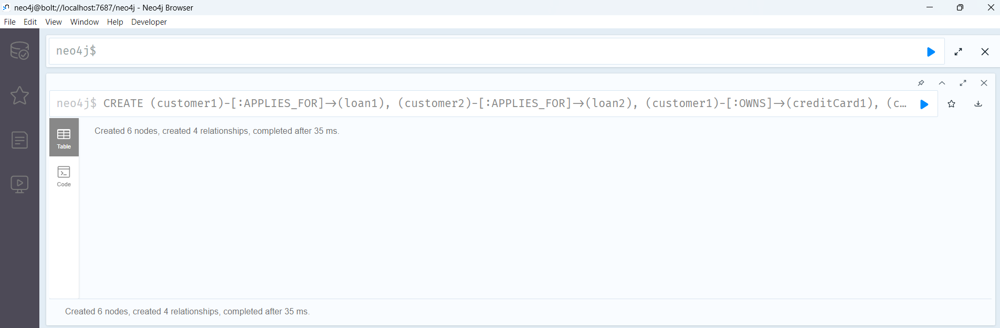 neo4j@bolt://localhost:7687/neo4j - Neo4j Browser
File Edit View Window Help Developer
neo4j$
neo4j$ CREATE (customer1)-[:APPLIES_FOR]->(loan1), (customer2)-[:APPLIES_FOR]->(loan2), (customer1)-[:OWNS]->(creditCard1), (c…
Table
Created 6 nodes, created 4 relationships, completed after 35 ms.
Code
Created 6 nodes, created 4 relationships, completed after 35 ms.